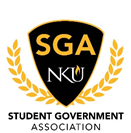 SGA
NKU
STUDENT GOVERNMENT
ASSOCIATION